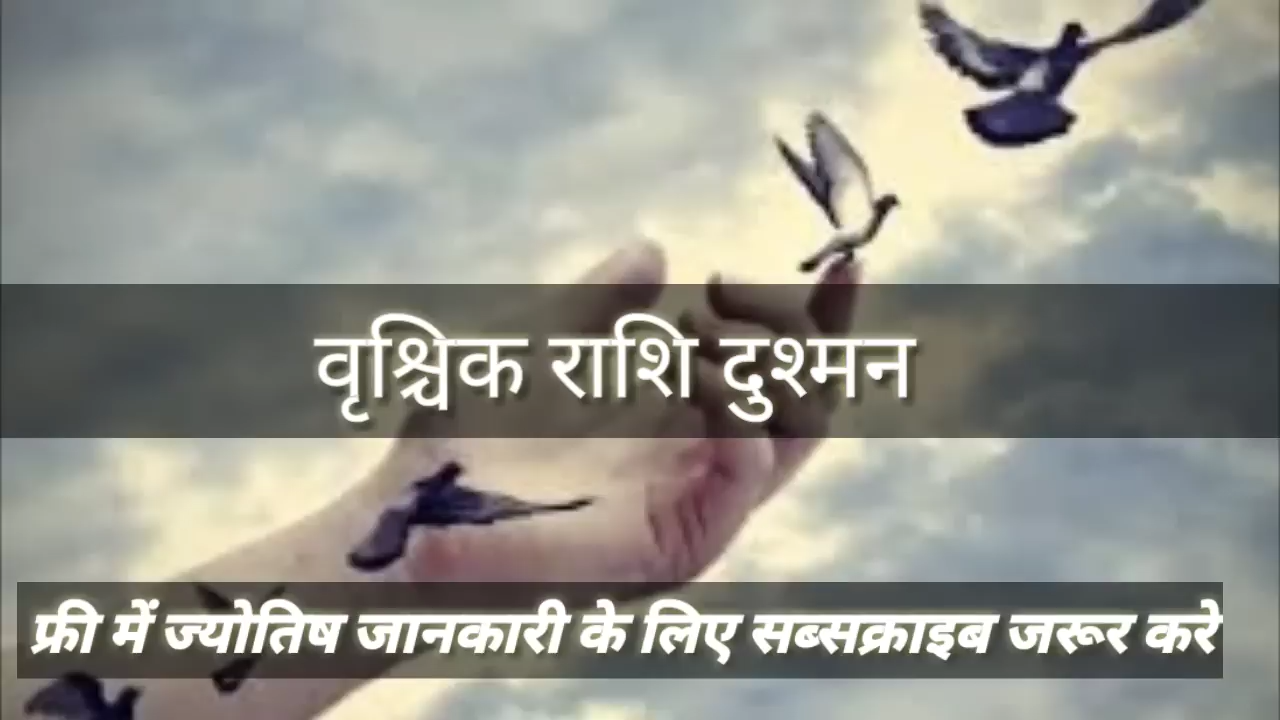 वृश्चिक राशि दुश्मन
फ्री में ज्योतिष जानकारी के लिए सब्सक्राइब जरूर करे